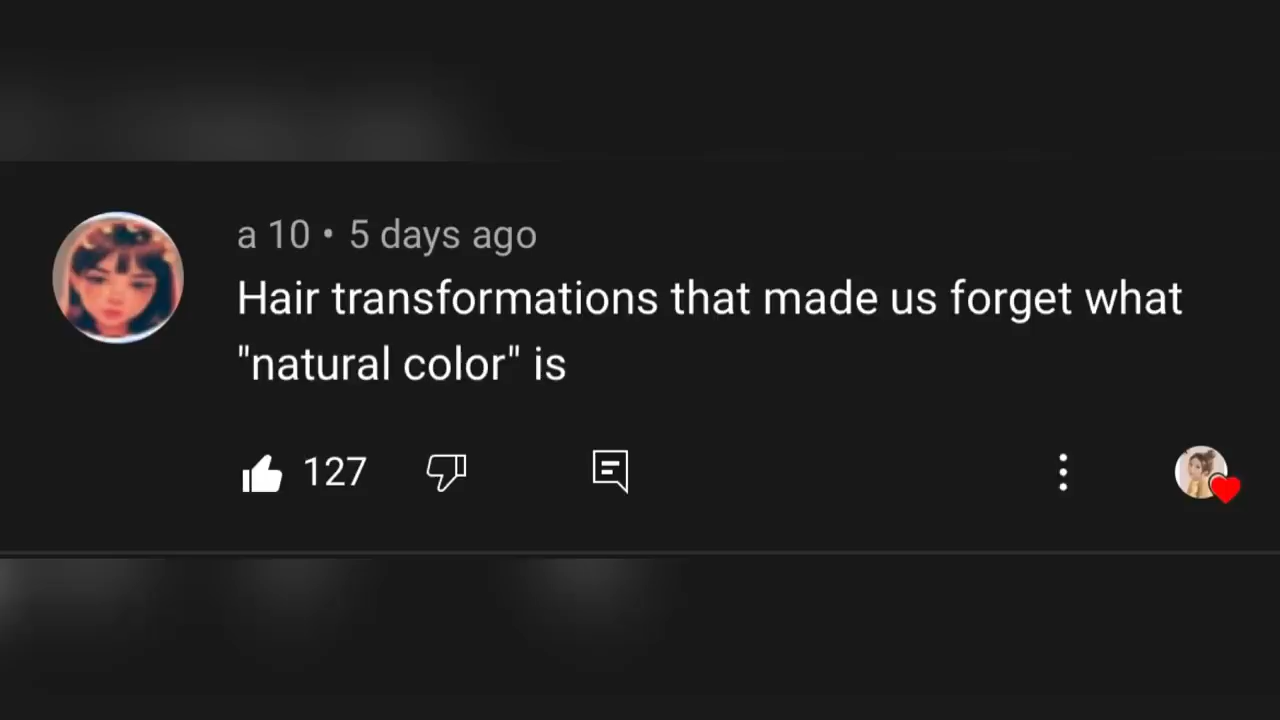 a 10 • 5 days ago
Hair transformations that made us forget what
"natural color" is
127